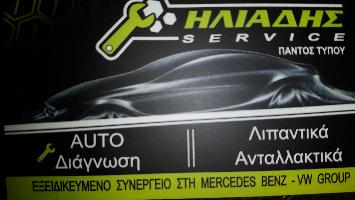 ΗΛΙΑΔΗΣ
SERVICE
ΠΑΝΤΟΣ ΤΥΠΟΥ
AUTO
Διάγνωση
Λιπαντικά
Ανταλλακτικά
ΕΞΕΙΔΙΚΕΥΜΕΝΟ ΣΥΝΕΡΓΕΙΟ ΣΤΗ MERCEDES BENZ - VW GROUP